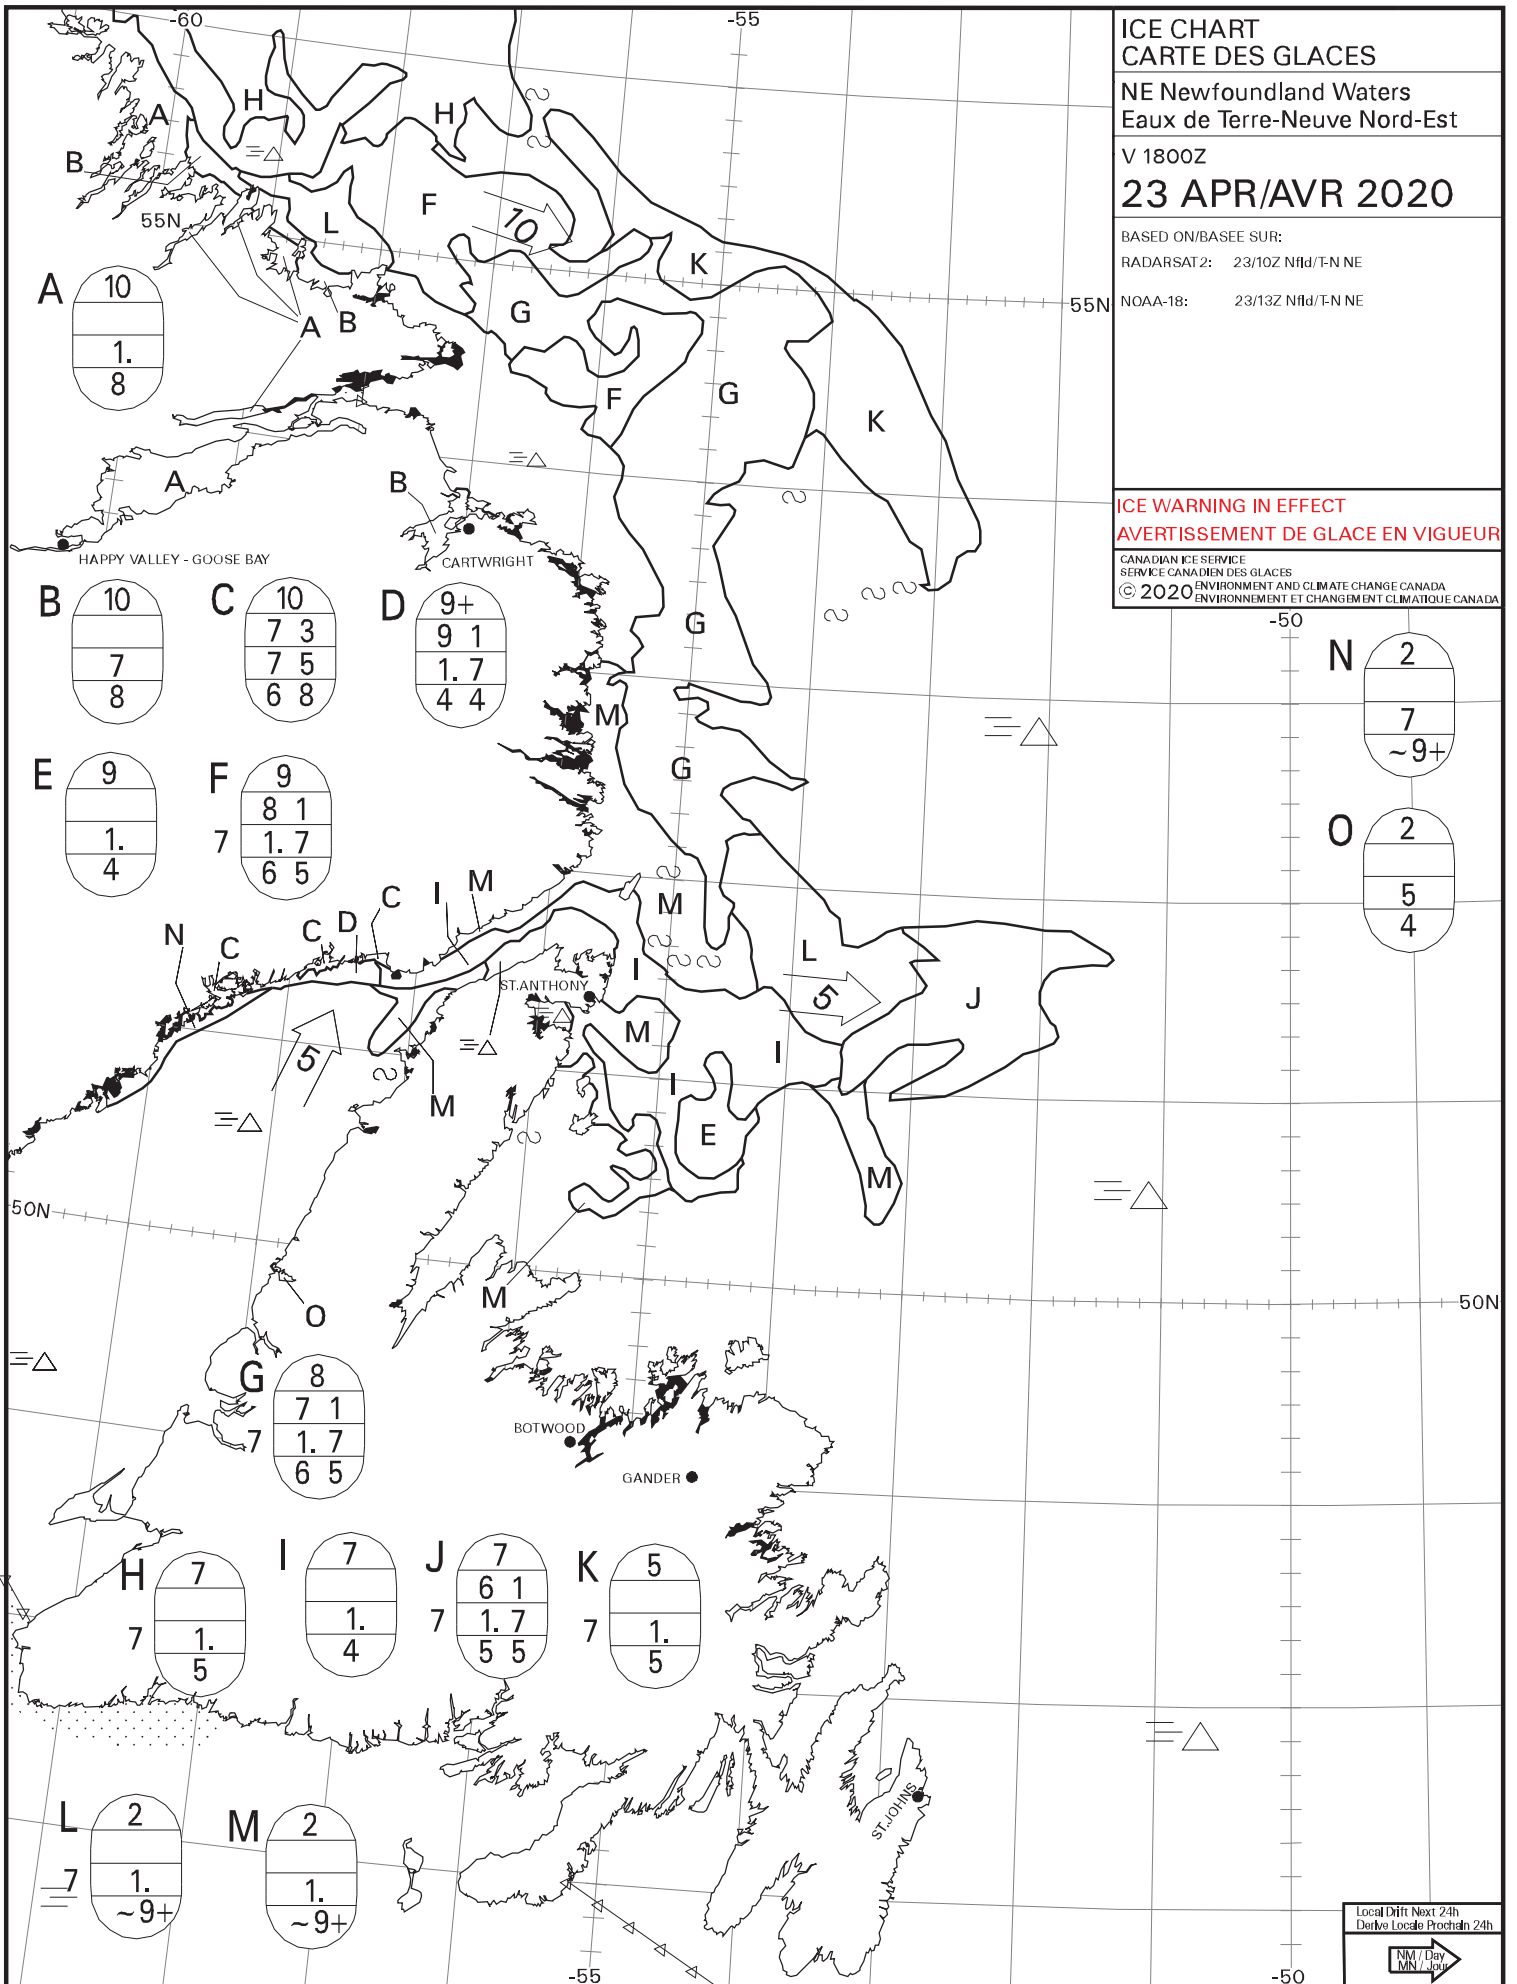 -60
-55
ICE CHART
CARTE DES GLACES
NE Newfoundland Waters
Eaux de Terre-Neuve Nord-Est
V 1800Z
23 APR/AVR 2020
BASED ON/BASEE SUR:
RADARSAT2: 23/10Z Nfld/T-N NE
NOAA-18: 23/13Z Nfld/T-N NE
ICE WARNING IN EFFECT
AVERTISSEMENT DE GLACE EN VIGUEUR
CANADIAN ICE SERVICE
SERVICE CANADIEN DES GLACES
© 2020 ENVIRONMENT AND CLIMATE CHANGE CANADA
ENVIRONNEMENT ET CHANGEMENT CLIMATIQUE CANADA
H
H
A
B
F
L
10
55N
K
G
55N
A
10
1.
8
A
B
F
G
K
A
B
HAPPY VALLEY - GOOSE BAY
CARTWRIGHT
B
10
7
8
C
10
7 3
7 5
6 8
D
9+
9 1
1. 7
4 4
G
-50
N
2
7
~9+
M
G
E
9
1.
4
F
9
8 1
7
1. 7
6 5
O
2
5
4
N
C
C
D
C
I
M
M
L
5
J
I
ST.ANTHONY
M
I
I
5
M
E
M
50N
M
O
50N
G
8
7 1
7
1. 7
6 5
BOTWOOD
GANDER
H
7
7
1.
5
I
7
1.
4
J
7
6 1
7
1. 7
5 5
K
5
7
1.
5
ST.JOHNS
L
2
7
1.
~9+
M
2
1.
~9+
Local Drift Next 24h
Derive Locale Prochain 24h
NM / Day
MN / Jour
-55
-50